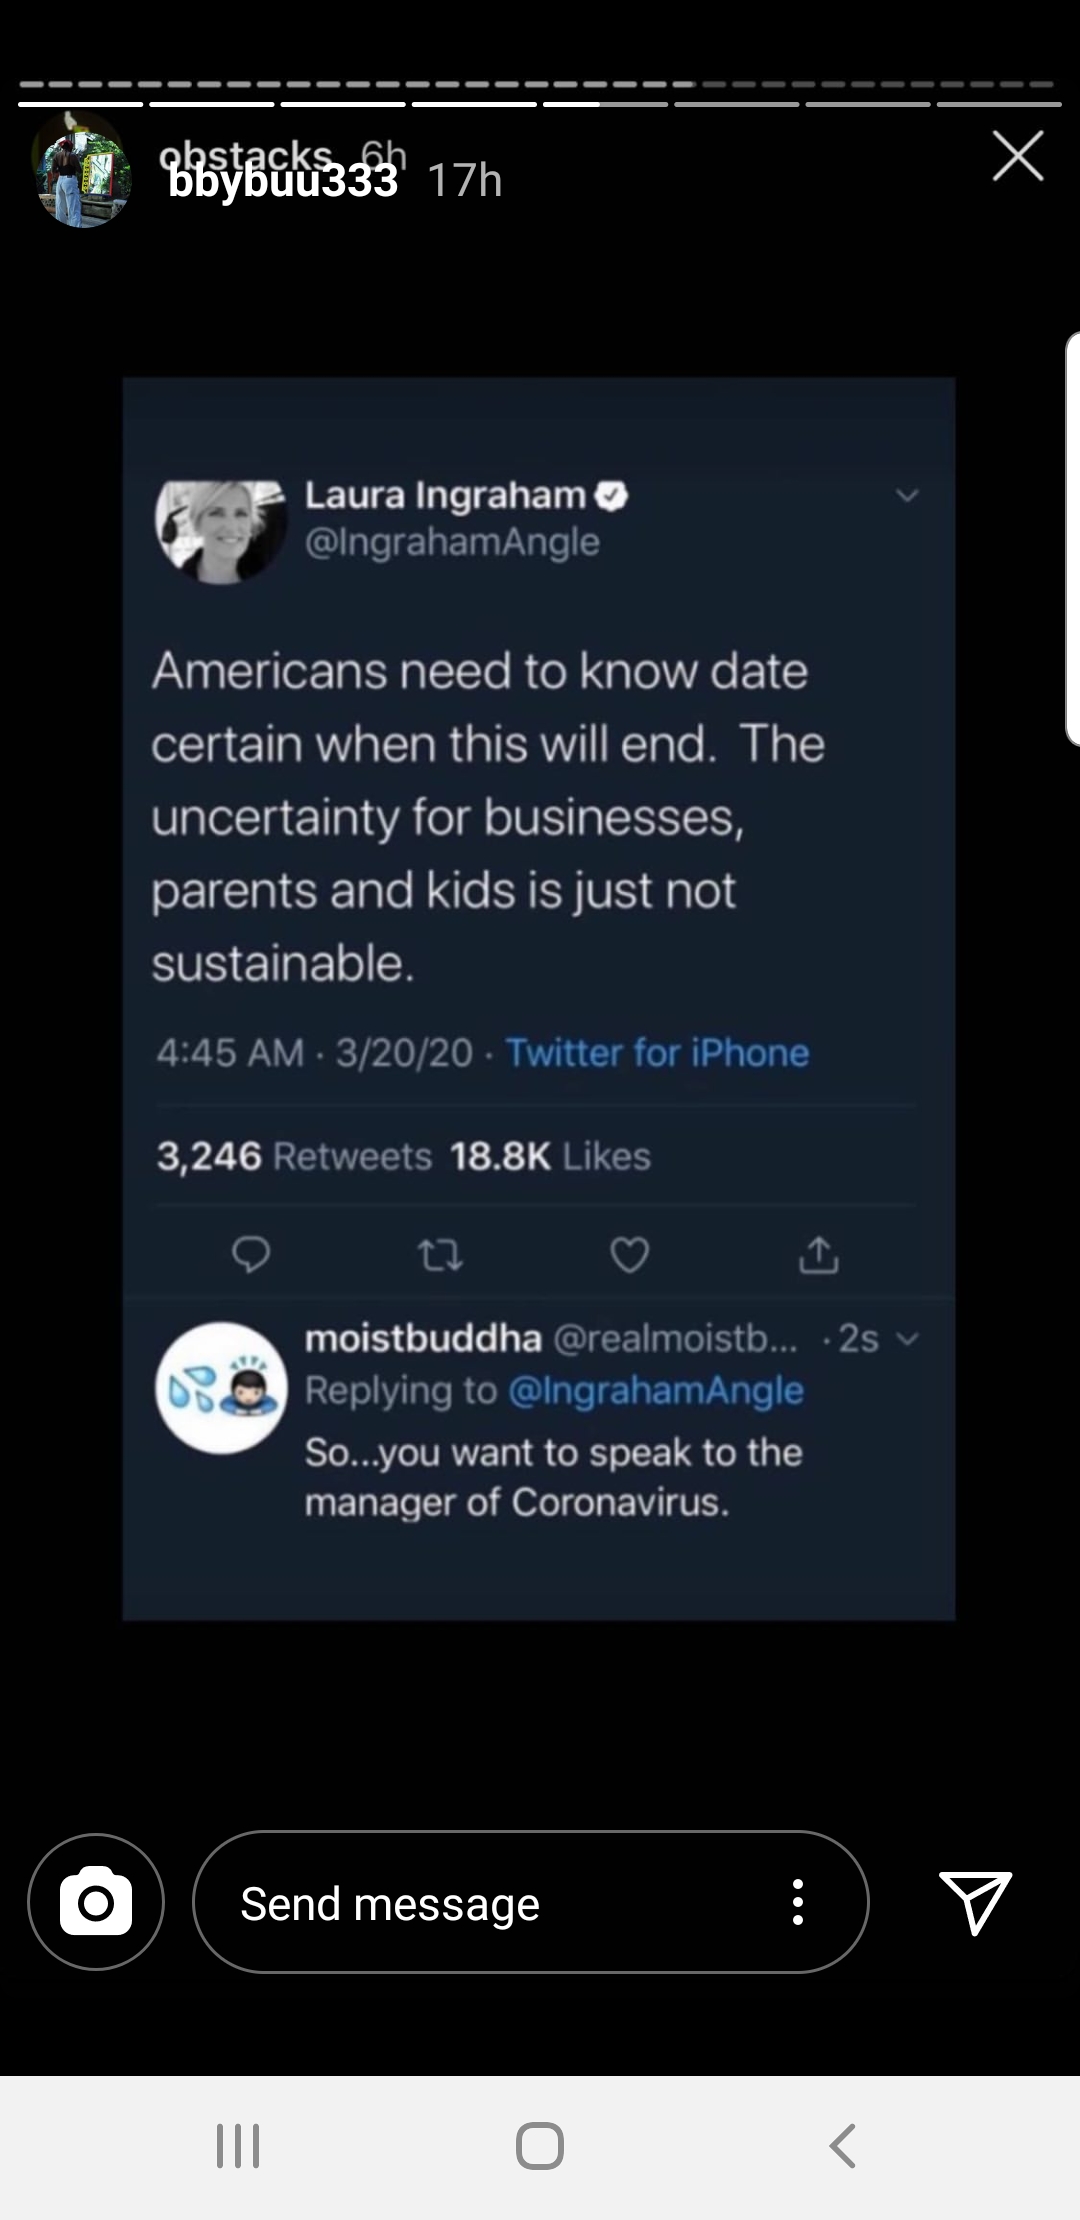 obstacks 6h
bbybuu333 17h
Laura Ingraham
@IngrahamAngle
Americans need to know date
certain when this will end. The
uncertainty for businesses,
parents and kids is just not
sustainable.
4:45 AM · 3/20/20 · Twitter for iPhone
3,246 Retweets 18.8K Likes
moistbuddha @realmoistb... · 2s
Replying to @IngrahamAngle
So...you want to speak to the
manager of Coronavirus.
Send message